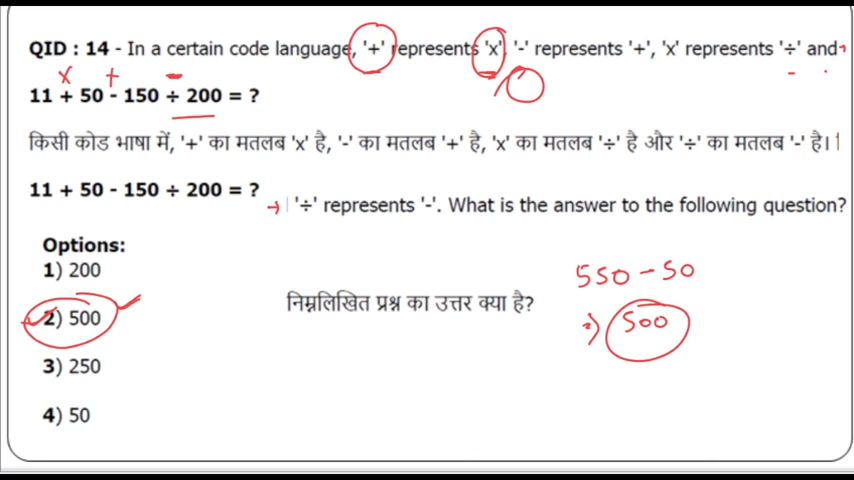 QID : 14 - In a certain code language, '+' represents 'x', '-' represents '+', 'x' represents '÷' and
x + -
11 + 50 - 150 ÷ 200 = ?
किसी कोड भाषा में, '+' का मतलब 'x' है, '-' का मतलब '+' है, 'x' का मतलब '÷' है और '÷' का मतलब '-' है।
11 + 50 - 150 ÷ 200 = ?
→ '÷' represents '-'. What is the answer to the following question?
Options:
1) 200
2) 500
3) 250
4) 50
निम्नलिखित प्रश्न का उत्तर क्या है?
550 - 50
500